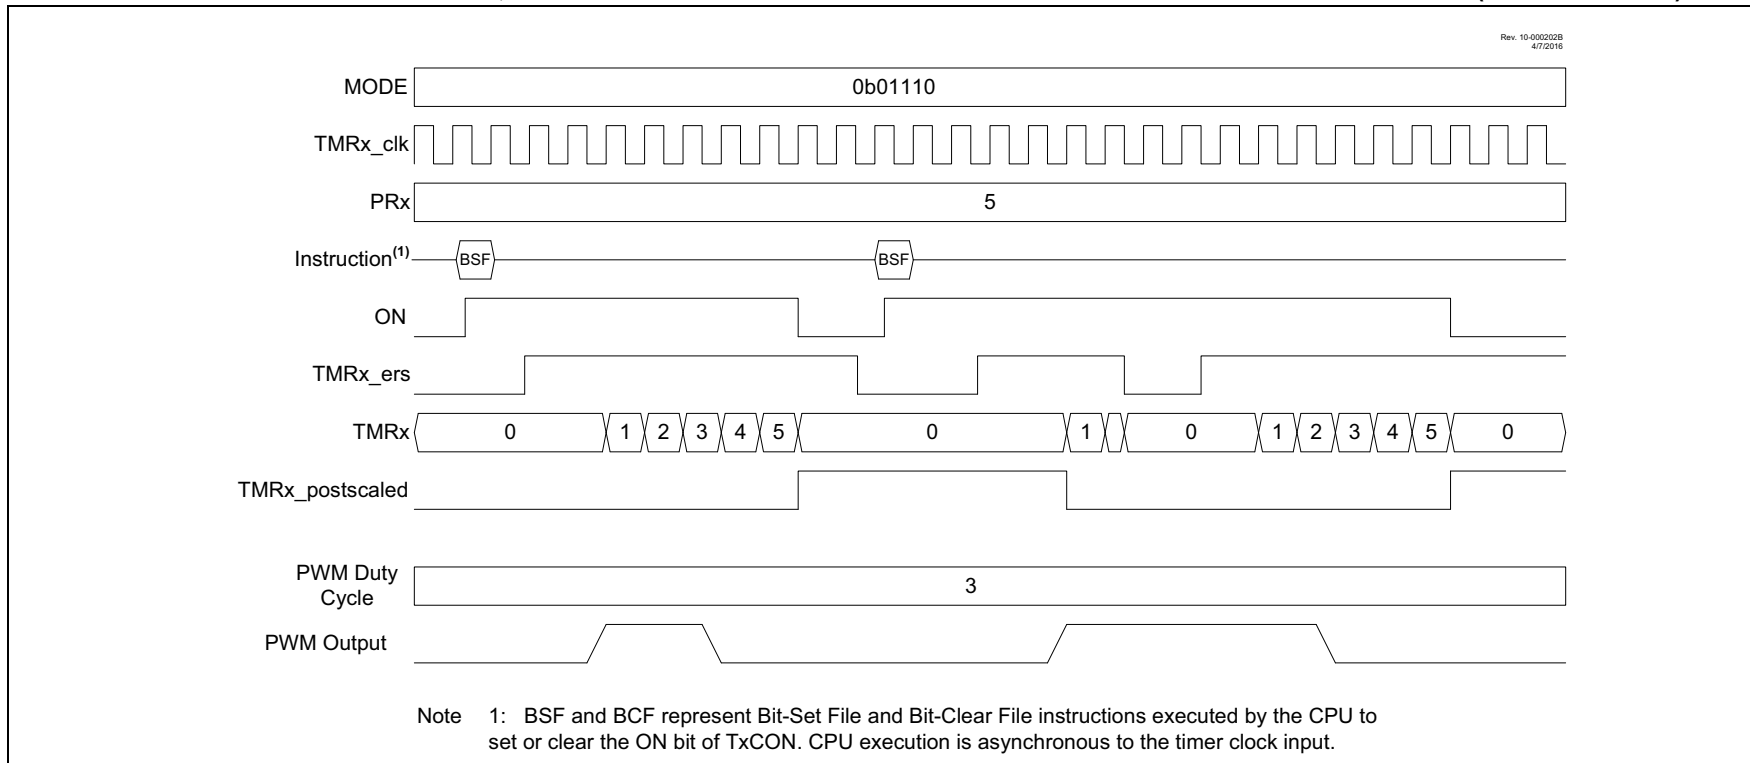 Rev. 10-000202B
4/7/2016
MODE 0b01110
TMRx_clk
PRx 5
Instruction(1) BSF BSF
ON
TMRx_ers
TMRx 0 1 2 3 4 5 0 1 0 1 2 3 4 5 0
TMRx_postscaled
PWM Duty
Cycle 3
PWM Output
Note 1: BSF and BCF represent Bit-Set File and Bit-Clear File instructions executed by the CPU to
set or clear the ON bit of TxCON. CPU execution is asynchronous to the timer clock input.